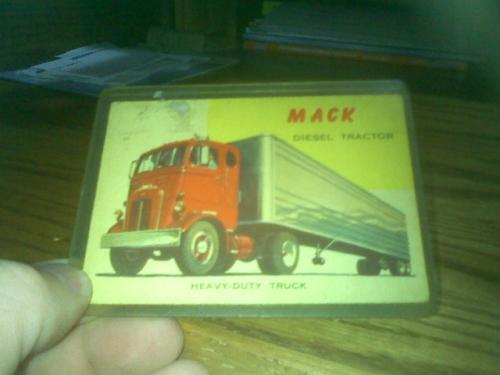 MACK
DIESEL TRACTOR
HEAVY-DUTY TRUCK